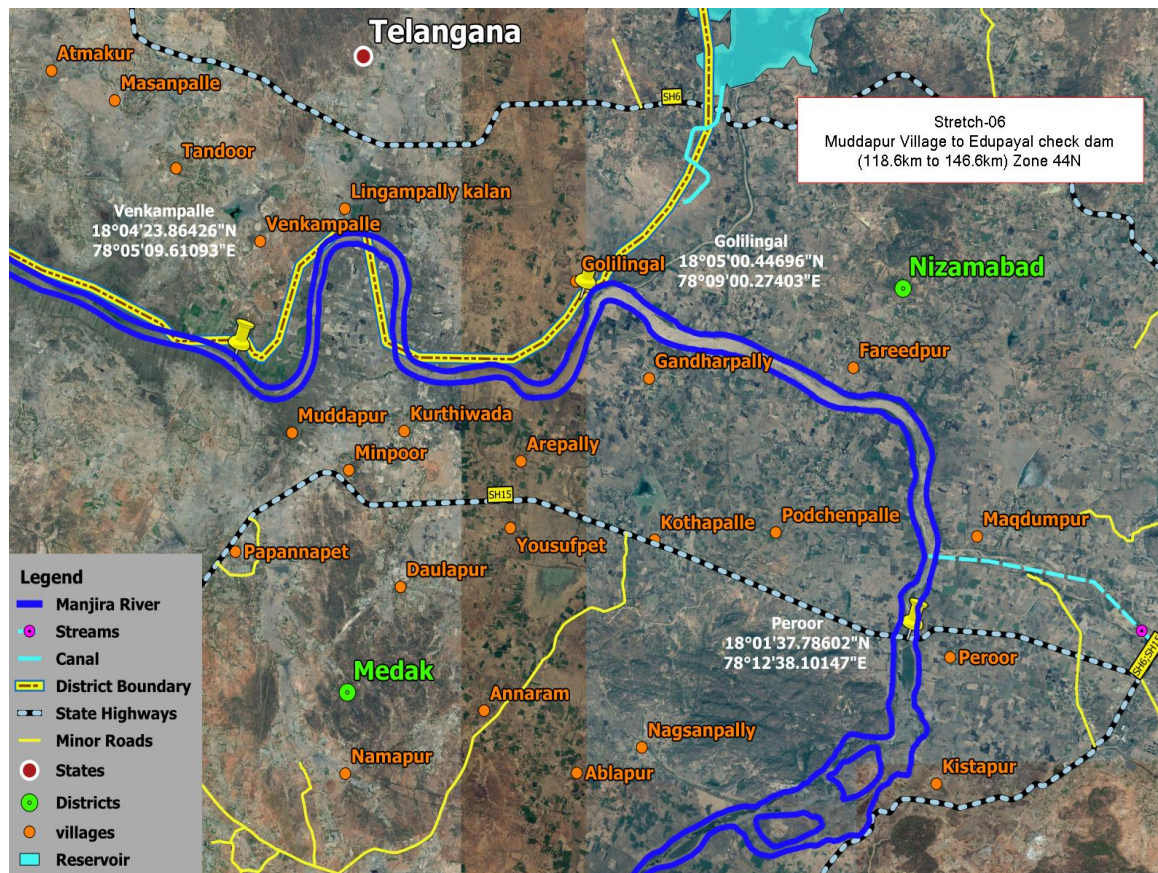 Telangana
Atmakur
Masanpalle
SH6
Stretch-06
Muddapur Village to Edupayal check dam
(118.6km to 146.6km) Zone 44N
Tandoor
Lingampally kalan
Venkampalle
18°04'23.86426"N
78°05'09.61093"E
Venkampalle
Golilingal
18°05'00.44696"N
78°09'00.27403"E
Golilingal
Nizamabad
Gandharpally
Fareedpur
Muddapur
Kurthiwada
Minpoor
Arepally
SH15
Kothapalle
Podchenpalle
Maqdumpur
Yousufpet
Papannapet
Daulapur
Peroor
18°01'37.78602"N
78°12'38.10147"E
Peroor
Medak
Annaram
Nagsanpally
Namapur
Ablapur
Kistapur
Legend
Manjira River
Streams
Canal
District Boundary
State Highways
Minor Roads
States
Districts
villages
Reservoir